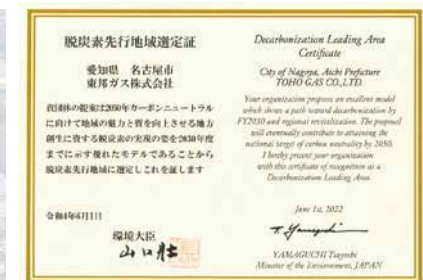 脱炭素先行地域選定証
愛知県 名古屋市
東邦ガス株式会社
貴団体の提案は2050年カーボンニュートラル
に向けて地域の魅力と質を向上させる地方
創生に資する脱炭素の実現の姿を2030年度
までに示す優れたモデルであることから
脱炭素先行地域に選定しこれを証します
令和4年6月1日
環境大臣
山口壯
Decarbonization Leading Area
Certificate
City of Nagoya, Aichi Prefecture
TOHO GAS CO.,LTD.
Your organization proposes an excellent model
which shows a path toward decarbonization by
FY2030 and regional revitalization. The proposal
will eventually contribute to attaining the
national target of carbon neutrality by 2050.
I hereby present your organization
with this certificate of recognition as a
Decarbonization Leading Area.
June 1st, 2022
YAMAGUCHI Tsuyoshi
Minister of the Environment, JAPAN